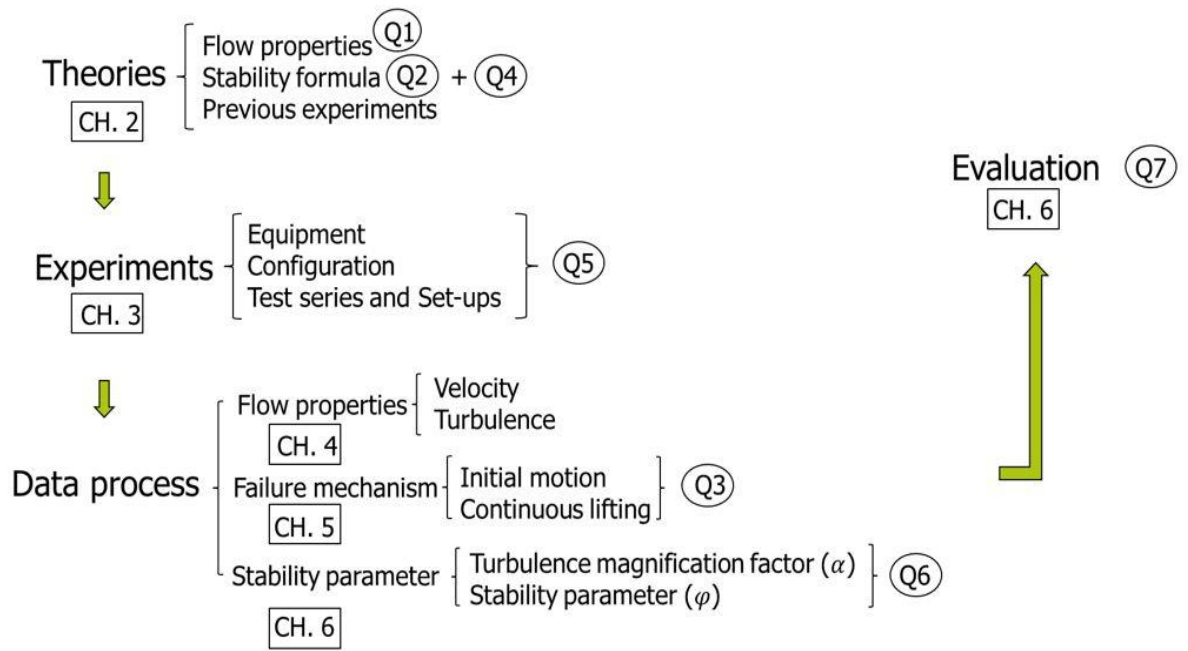 Flow properties Q1
Theories Stability formula Q2 + Q4
Previous experiments
CH. 2
Evaluation Q7
CH. 6
Equipment
Experiments Configuration Q5
Test series and Set-ups
CH. 3
Velocity
Flow properties
Turbulence
CH. 4
Data process
Initial motion
Failure mechanism Q3
Continuous lifting
CH. 5
Turbulence magnification factor (α)
Stability parameter Q6
Stability parameter (φ)
CH. 6